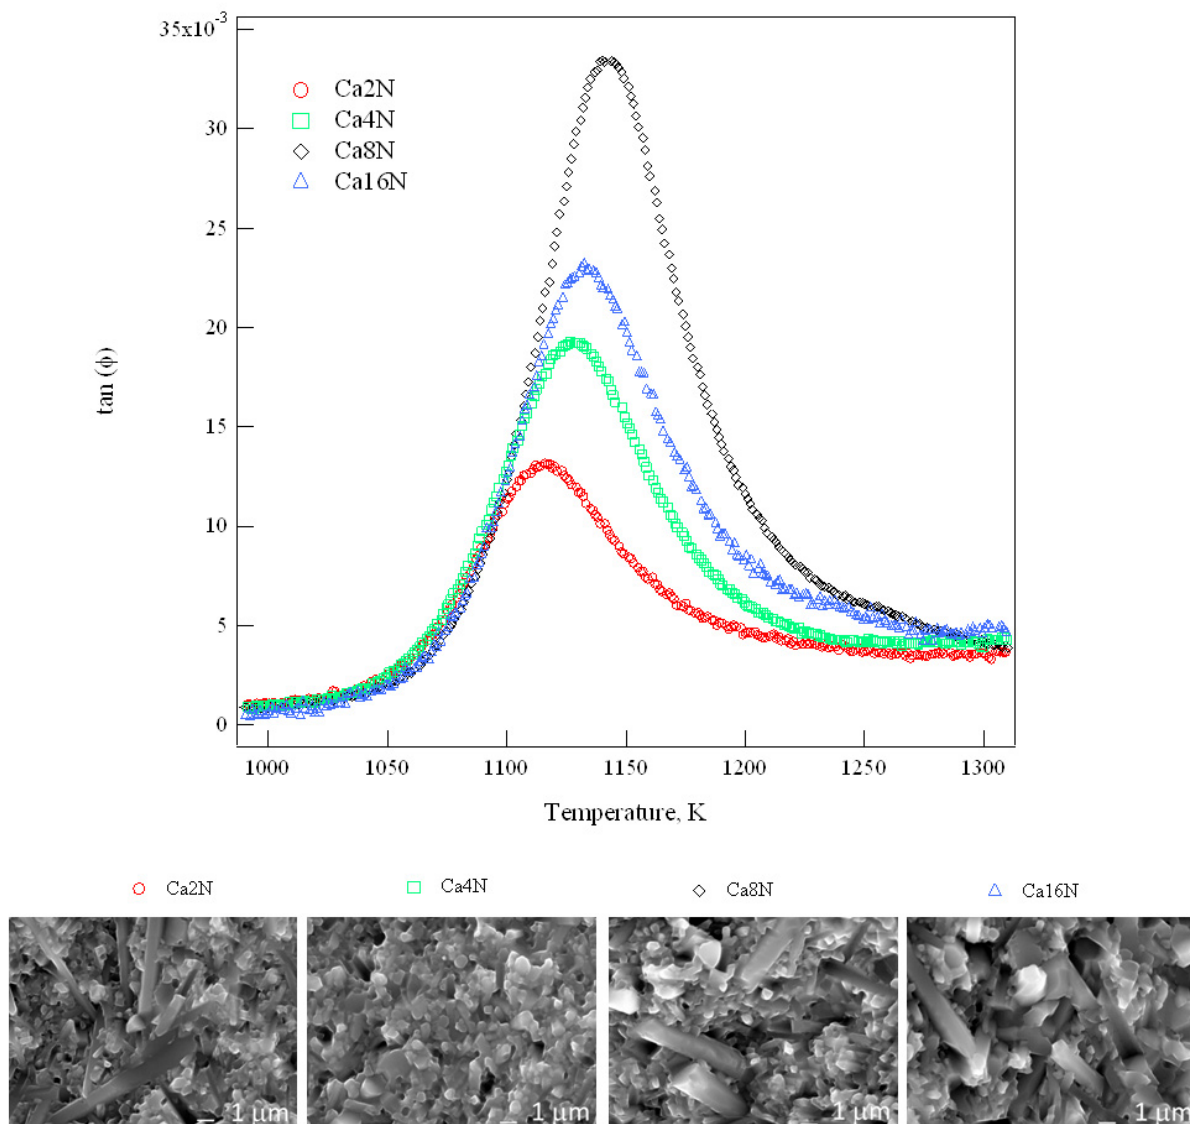 35x10-3
30
25
20
15
10
5
0
tan (ϕ)
Ca2N
Ca4N
Ca8N
Ca16N
1000 1050 1100 1150 1200 1250 1300
Temperature, K
Ca2N Ca4N Ca8N Ca16N
1 µm 1 µm 1 µm 1 µm